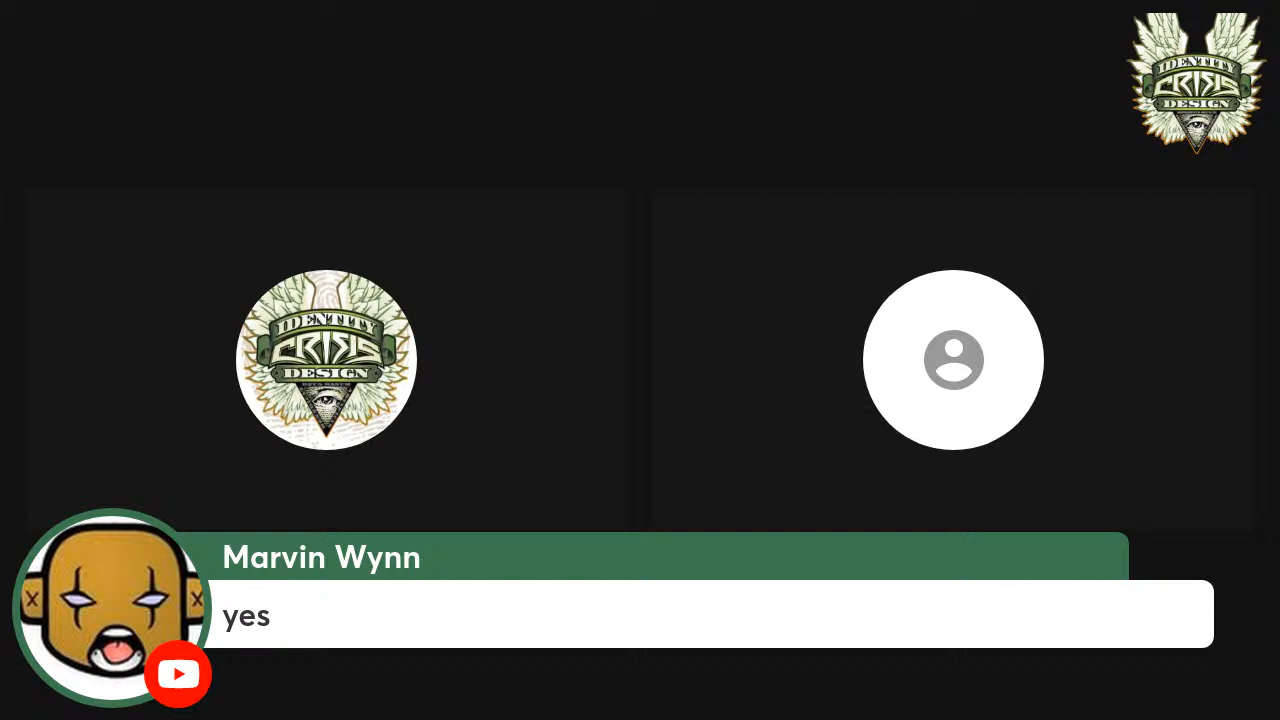 IDENTITY
CRISIS
DESIGN
IDENTITY
CRISIS
DESIGN
Marvin Wynn
yes